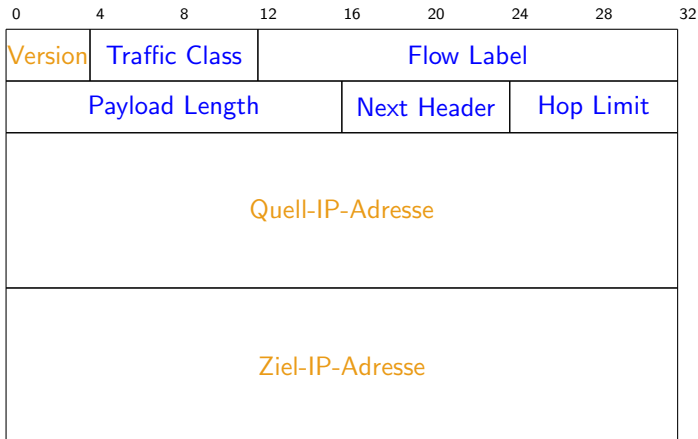 0 4 8 12 16 20 24 28 32
Version Traffic Class Flow Label
Payload Length Next Header Hop Limit
Quell-IP-Adresse
Ziel-IP-Adresse